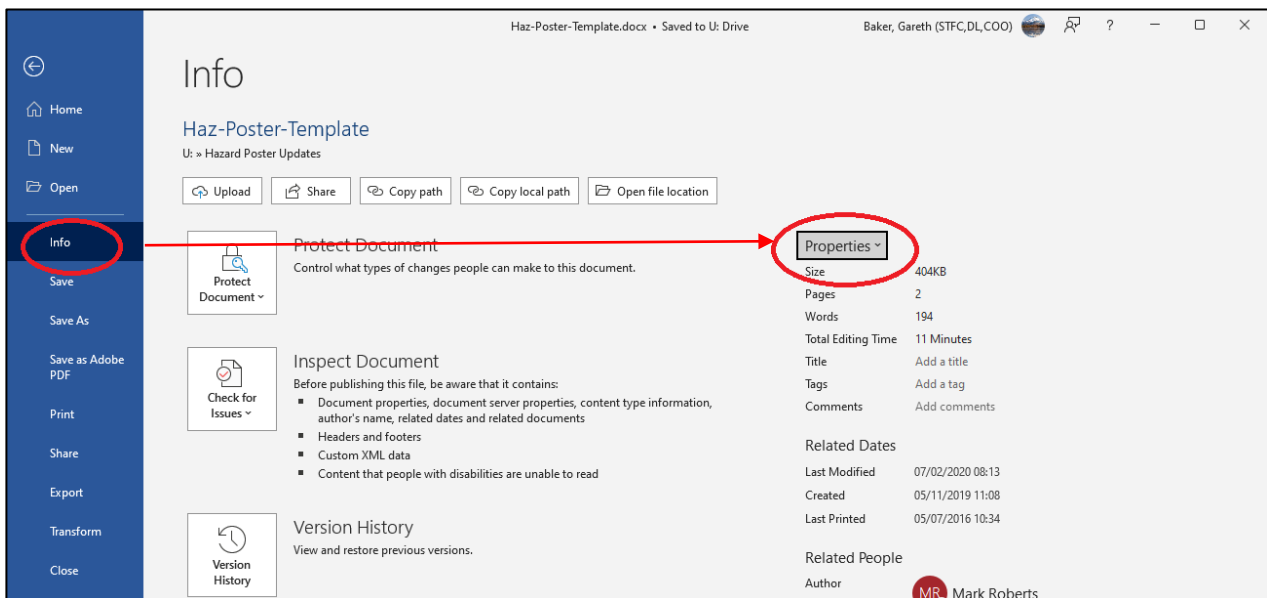 Haz-Poster-Template.docx • Saved to U: Drive
Baker, Gareth (STFC,DL,COO)
?
Home
New
Open
Info
Save
Save As
Save as Adobe
PDF
Print
Share
Export
Transform
Close
Info
Haz-Poster-Template
U: » Hazard Poster Updates
Upload
Share
Copy path
Copy local path
Open file location
Protect
Document
Protect Document
Control what types of changes people can make to this document.
Check for
Issues
Inspect Document
Before publishing this file, be aware that it contains:
▪ Document properties, document server properties, content type information,
author's name, related dates and related documents
▪ Headers and footers
▪ Custom XML data
▪ Content that people with disabilities are unable to read
Version
History
Version History
View and restore previous versions.
Properties
Size 404KB
Pages 2
Words 194
Total Editing Time 11 Minutes
Title Add a title
Tags Add a tag
Comments Add comments
Related Dates
Last Modified 07/02/2020 08:13
Created 05/11/2019 11:08
Last Printed 05/07/2016 10:34
Related People
Author
MR Mark Roberts